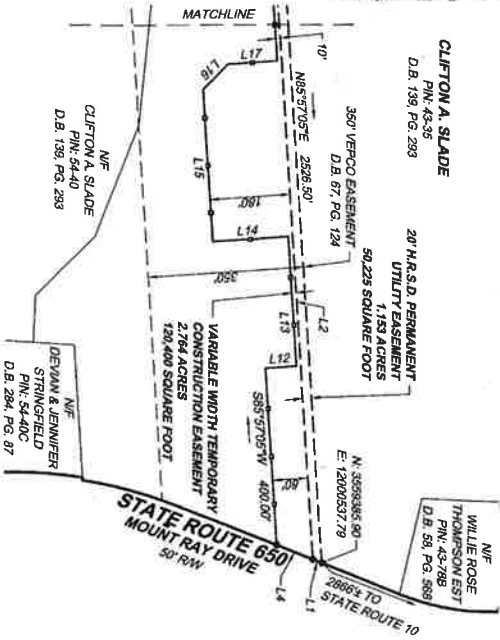 MATCHLINE
CLIFTON A. SLADE
PIN: 43-35
D.B. 139, PG. 293
10'
L17
L16
N85°57'05"E 2526.50'
350' VEPCO EASEMENT
D.B. 67, PG. 124
20' H.R.S.D. PERMANENT
UTILITY EASEMENT
1.153 ACRES
50,225 SQUARE FOOT
L15
160'
L14
350'
L13
L2
L12
N/F
CLIFTON A. SLADE
PIN: 54-40
D.B. 139, PG. 293
VARIABLE WIDTH TEMPORARY
CONSTRUCTION EASEMENT
2.764 ACRES
120,400 SQUARE FOOT
S85°57'05"W 400.00'
60'
N: 3559385.90
E: 12000537.79
N/F
WILLIE ROSE
THOMPSON EST
PIN: 43-78B
D.B. 58, PG. 568
N/F
DEVIAN & JENNIFER
STRINGFIELD
PIN: 54-40C
D.B. 284, PG. 87
STATE ROUTE 650
MOUNT RAY DRIVE
50' R/W
L4
L1
2866'± TO
STATE ROUTE 10